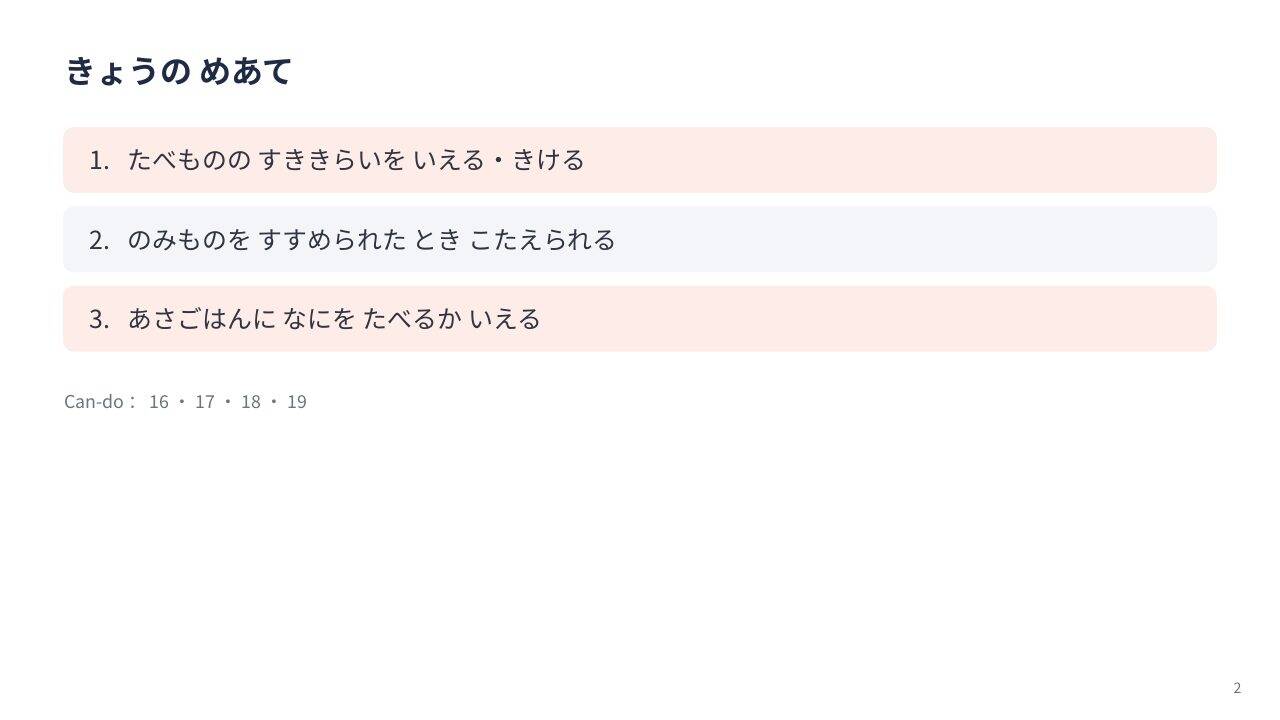 きょうの めあて
1. たべものの すききらいを いえる・きける
2. のみものを すすめられた とき こたえられる
3. あさごはんに なにを たべるか いえる
Can-do： 16 ・ 17 ・ 18 ・ 19
2